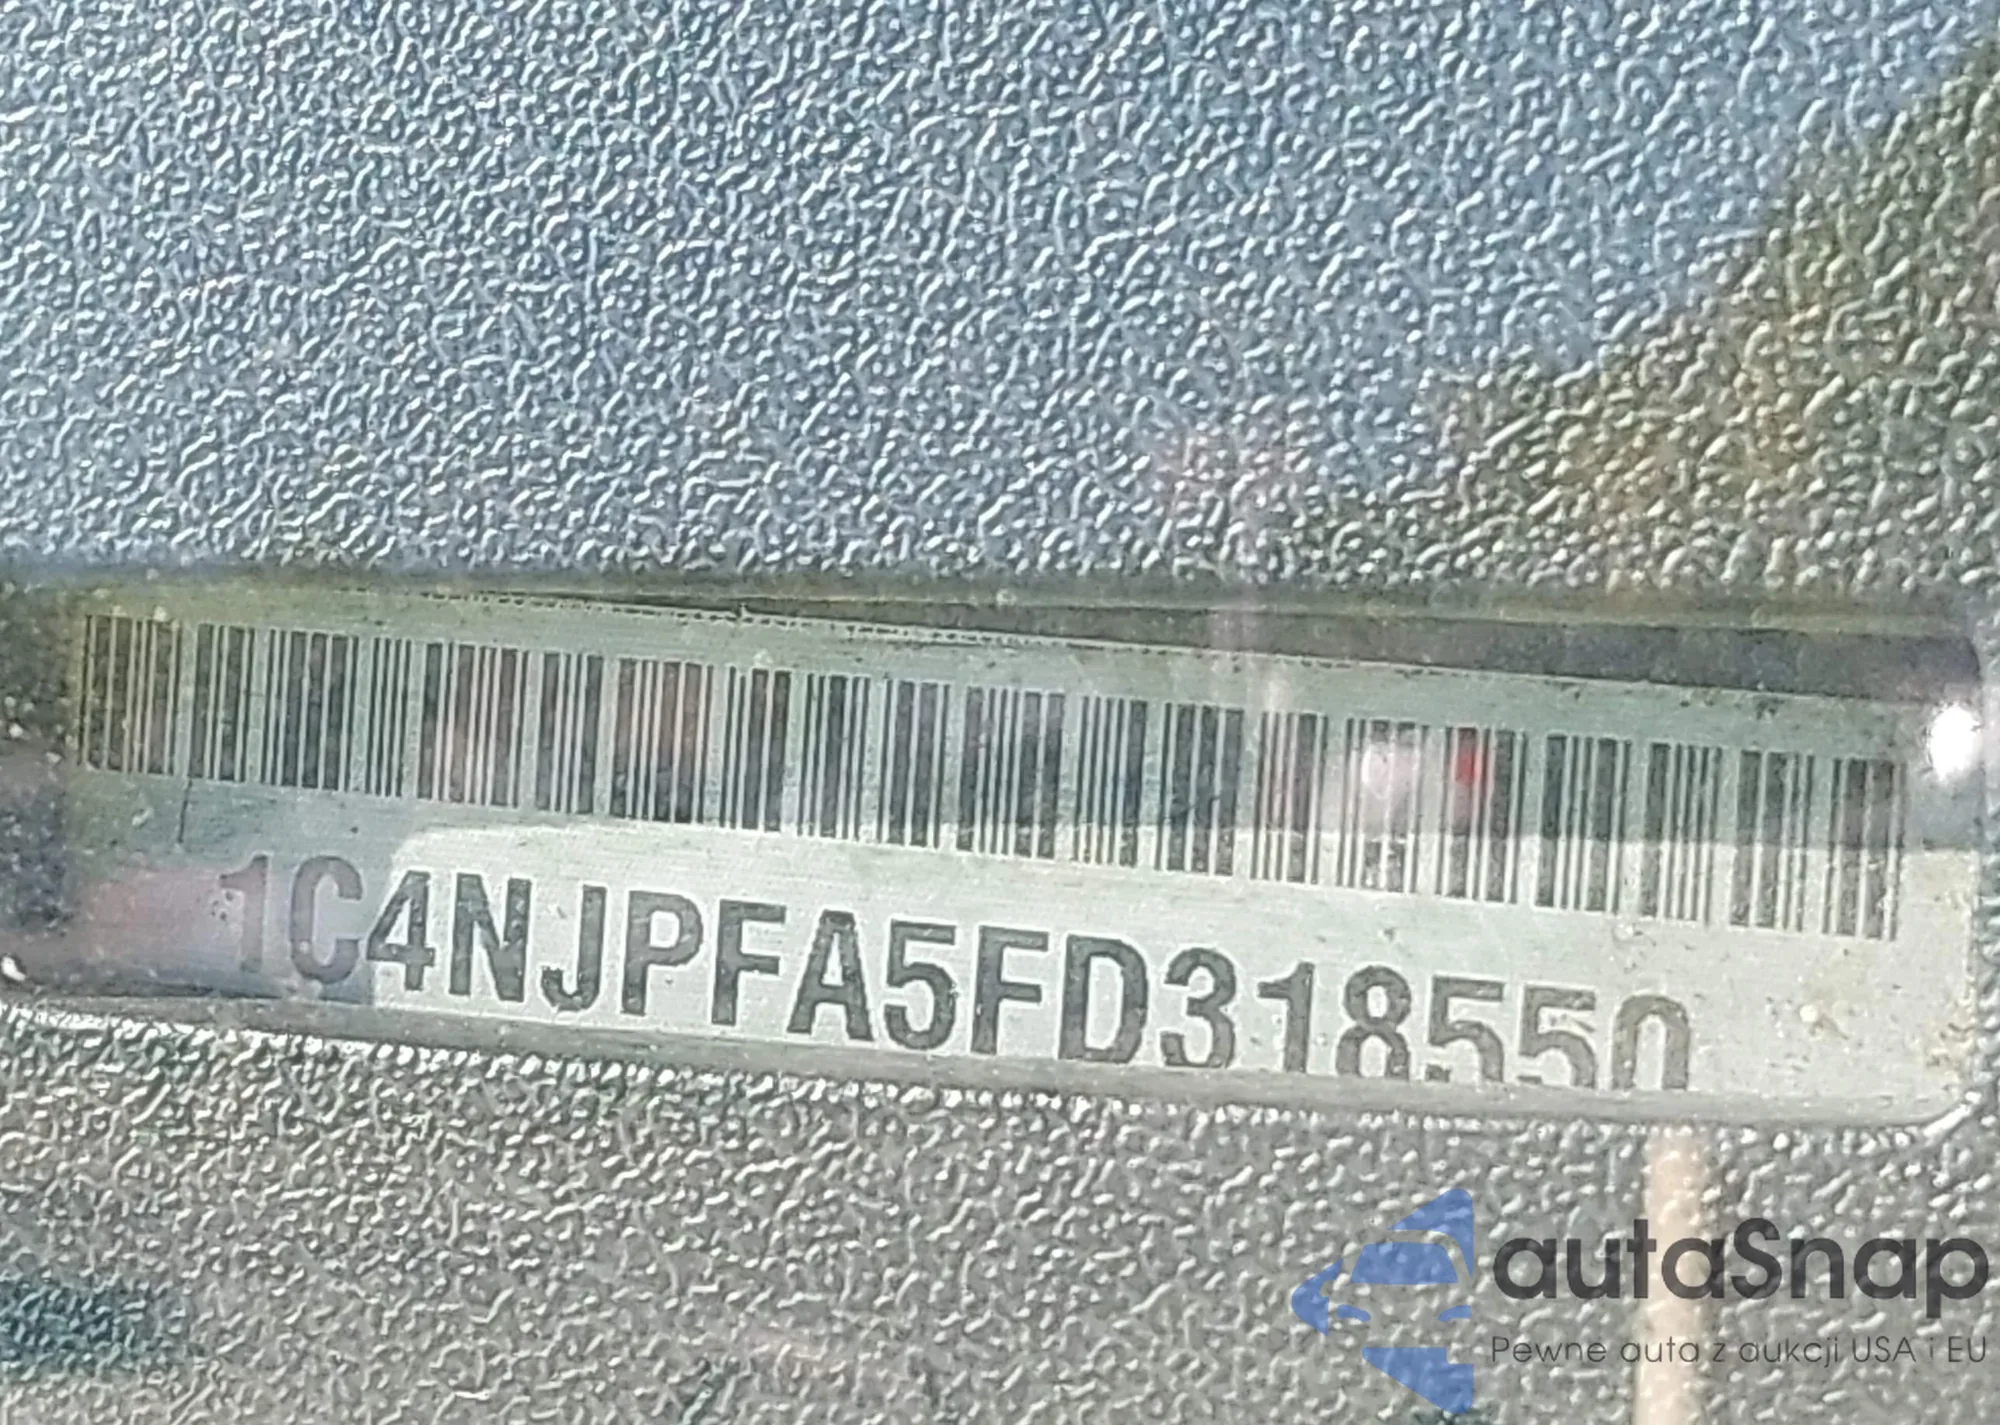 1C4NJPFA5FD318550
autaSnap
Pewne auta z aukcji USA i EU